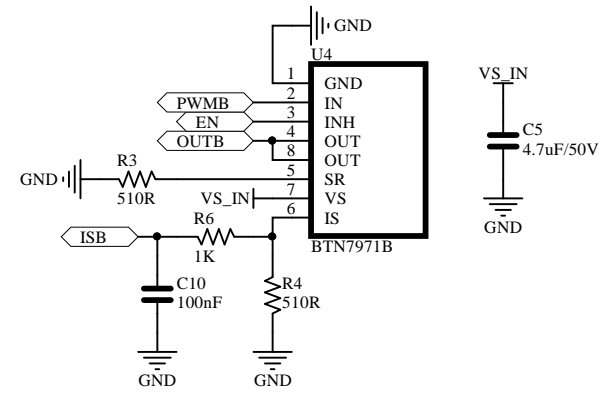 GND
U4
1 GND
2 IN
PWMB
3 INH
EN
4 OUT
OUTB
8 OUT
R3
GND
510R
5 SR
VS_IN
7 VS
6 IS
BTN7971B
ISB
R6
1K
C10
100nF
R4
510R
GND
GND
VS_IN
C5
4.7uF/50V
GND